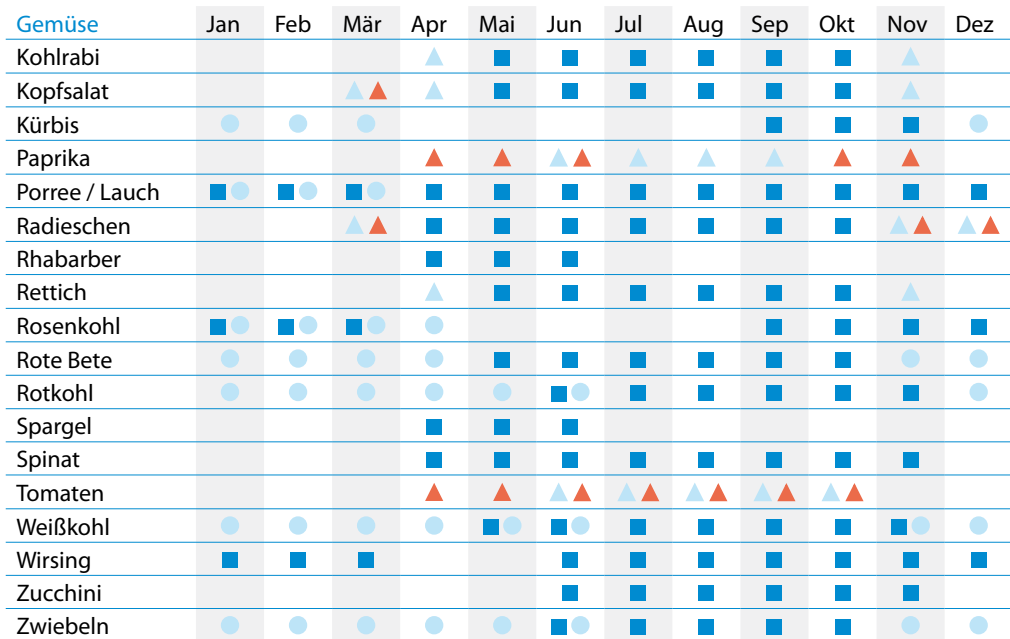 Gemüse Jan Feb Mär Apr Mai Jun Jul Aug Sep Okt Nov Dez
Kohlrabi
Kopfsalat
Kürbis
Paprika
Porree / Lauch
Radieschen
Rhabarber
Rettich
Rosenkohl
Rote Bete
Rotkohl
Spargel
Spinat
Tomaten
Weißkohl
Wirsing
Zucchini
Zwiebeln